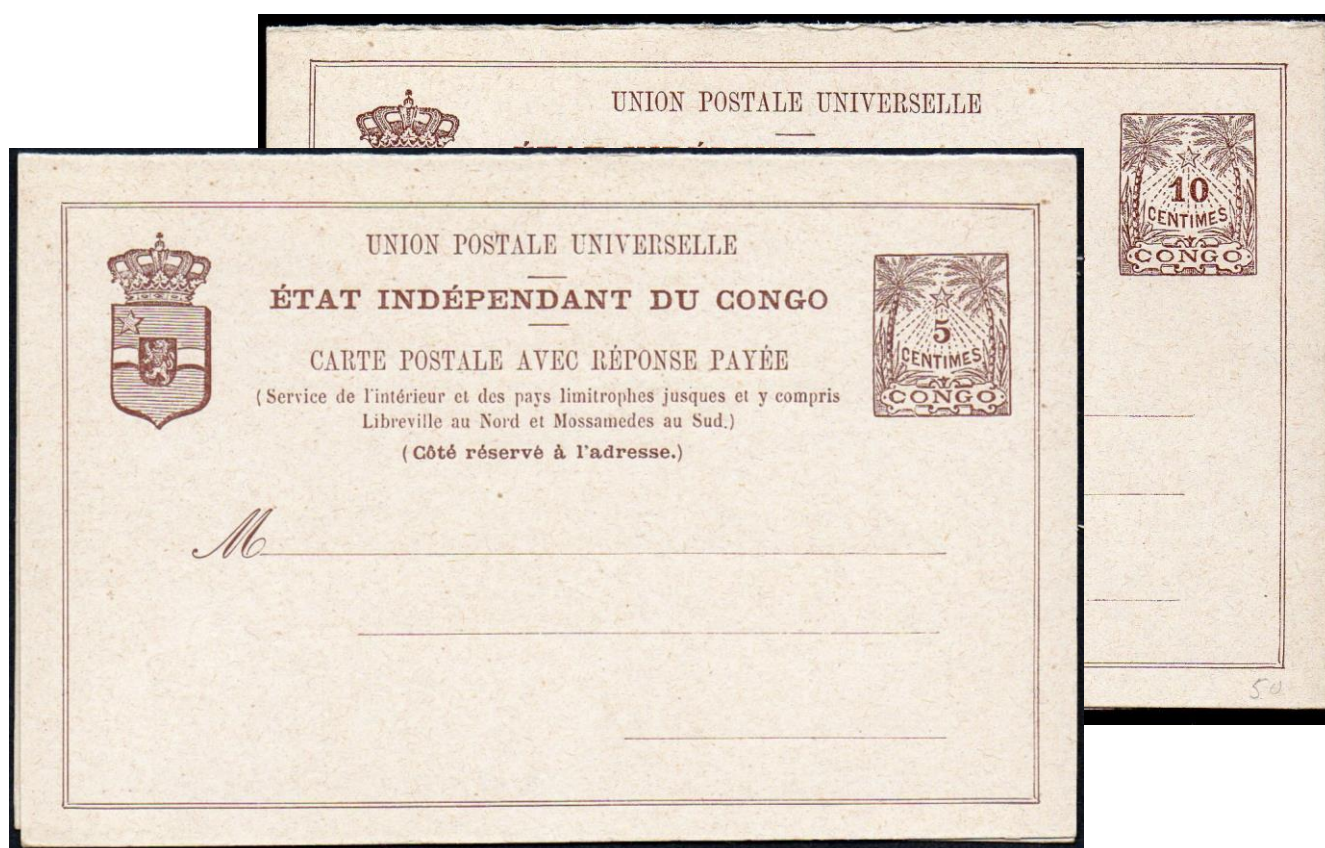 UNION POSTALE UNIVERSELLE
10
CENTIMES
CONGO
UNION POSTALE UNIVERSELLE
ÉTAT INDÉPENDANT DU CONGO
CARTE POSTALE AVEC RÉPONSE PAYÉE
(Service de l'intérieur et des pays limitrophes jusques et y compris
Libreville au Nord et Mossamedes au Sud.)
(Côté réservé à l'adresse.)
5
CENTIMES
CONGO
M
50